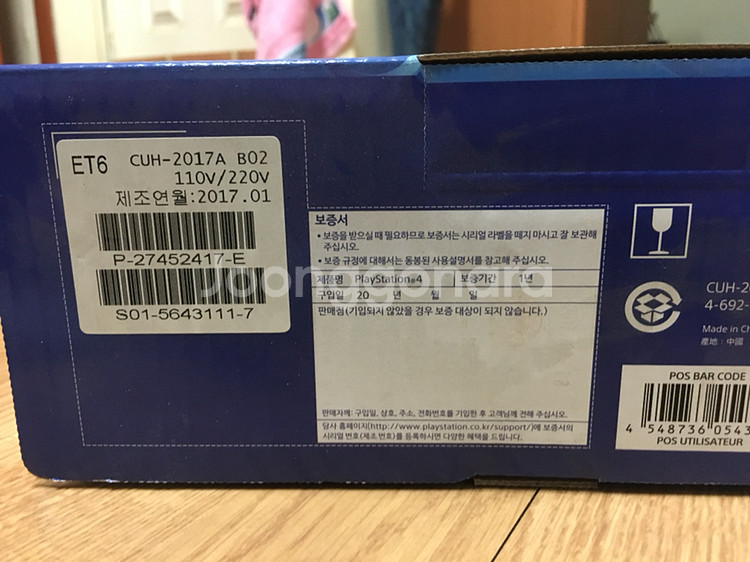 ET6 CUH-2017A B02
110V/220V
제조연월:2017.01
P-27452417-E
S01-5643111-7
보증서
• 보증을 받으실 때 필요하므로 보증서는 시리얼 라벨을 떼지 마시고 잘 보관해
주십시오.
• 보증 규정에 대해서는 동봉된 사용설명서를 참고해 주십시오.
제품명 PlayStation®4 보증기간 1년
구입일 20 년 월 일
판매점(기입되지 않았을 경우 보증 대상이 되지 않습니다.)
판매자께: 구입일, 상호, 주소, 전화번호를 기입한 후 고객님께 전해 주십시오.
당사 홈페이지(http://www.playstation.co.kr/support/)에 보증서의
시리얼 번호(제조 번호)를 등록하시면 다양한 혜택을 드립니다.
Joonggonara
CUH-20
4-692-
Made in Ch
產地：中國
POS BAR CODE
4 548736 0543
POS UTILISATEUR